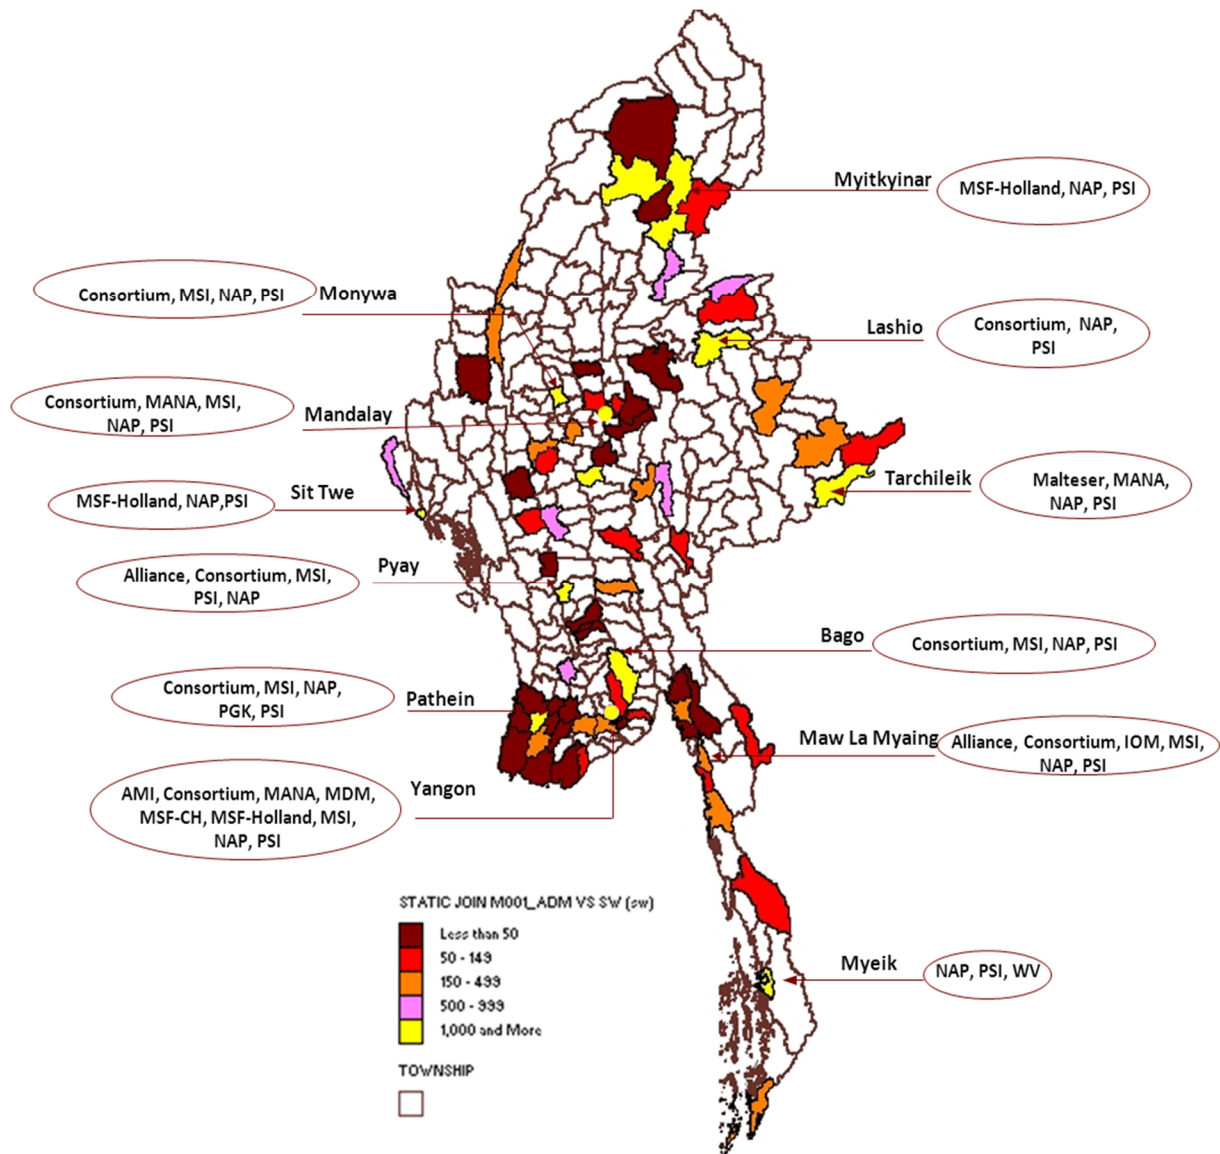 Myitkyinar
MSF-Holland, NAP, PSI
Consortium, MSI, NAP, PSI
Monywa
Lashio
Consortium, NAP,
PSI
Consortium, MANA, MSI,
NAP, PSI
Mandalay
Tarchileik
Malteser, MANA,
NAP, PSI
MSF-Holland, NAP,PSI
Sit Twe
Alliance, Consortium, MSI,
PSI, NAP
Pyay
Bago
Consortium, MSI, NAP, PSI
Consortium, MSI, NAP,
PGK, PSI
Pathein
Maw La Myaing
Alliance, Consortium, IOM, MSI,
NAP, PSI
AMI, Consortium, MANA, MDM,
MSF-CH, MSF-Holland, MSI,
NAP, PSI
Yangon
STATIC JOIN M001_ADM VS SW (sw)
Less than 50
50 - 149
150 - 499
500 - 999
1,000 and More
TOWNSHIP
Myeik
NAP, PSI, WV